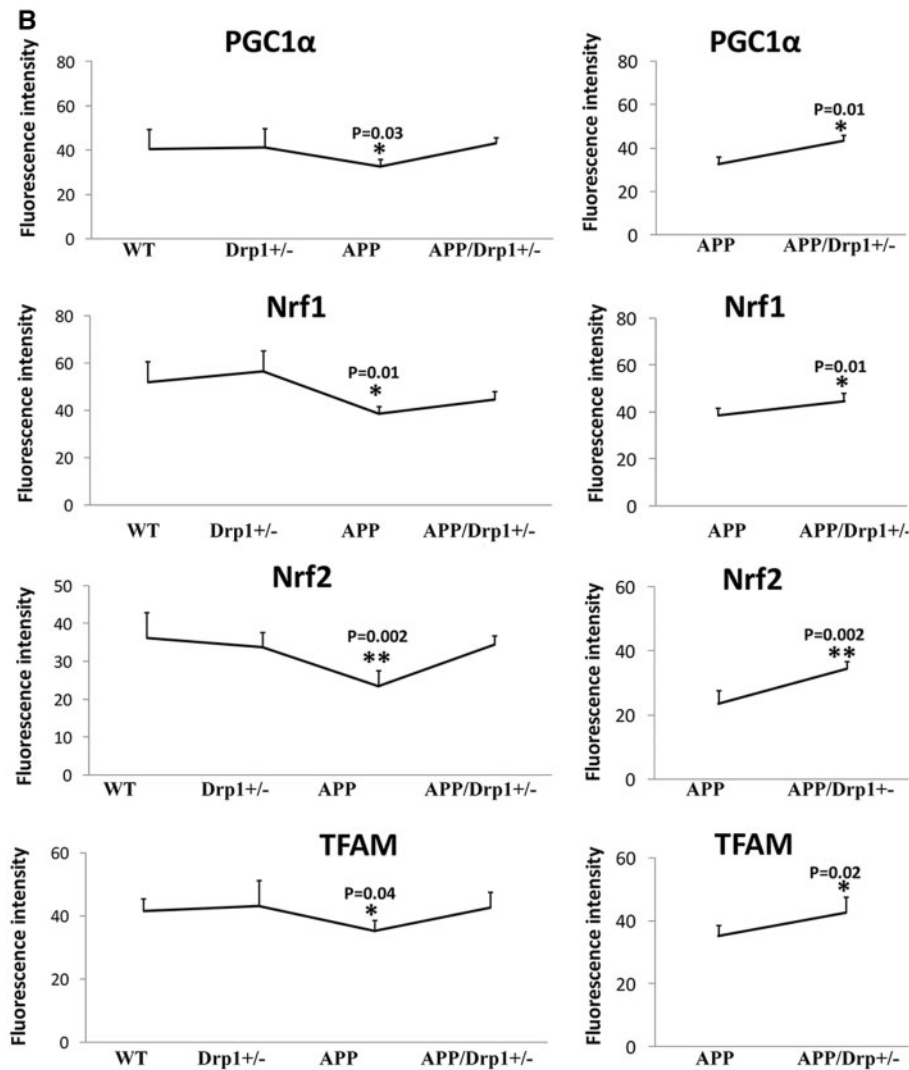 B
PGC1α
Fluorescence intensity
80
60
40
20
0
P=0.03
*
WT Drp1+/- APP APP/Drp1+/-
PGC1α
Fluorescence intensity
80
60
40
20
0
P=0.01
*
APP APP/Drp1+/-
Nrf1
Fluorescence intensity
80
60
40
20
0
P=0.01
*
WT Drp1+/- APP APP/Drp1+/-
Nrf1
Fluorescence intensity
80
60
40
20
0
P=0.01
*
APP APP/Drp1+/-
Nrf2
Fluorescence intensity
50
40
30
20
10
0
P=0.002
**
WT Drp1+/- APP APP/Drp1+/-
Nrf2
Fluorescence intensity
60
40
20
0
P=0.002
**
APP APP/Drp1+-
TFAM
Fluorescence intensity
60
40
20
0
P=0.04
*
WT Drp1+/- APP APP/Drp1+/-
TFAM
Fluorescence intensity
60
40
20
0
P=0.02
*
APP APP/Drp+/-